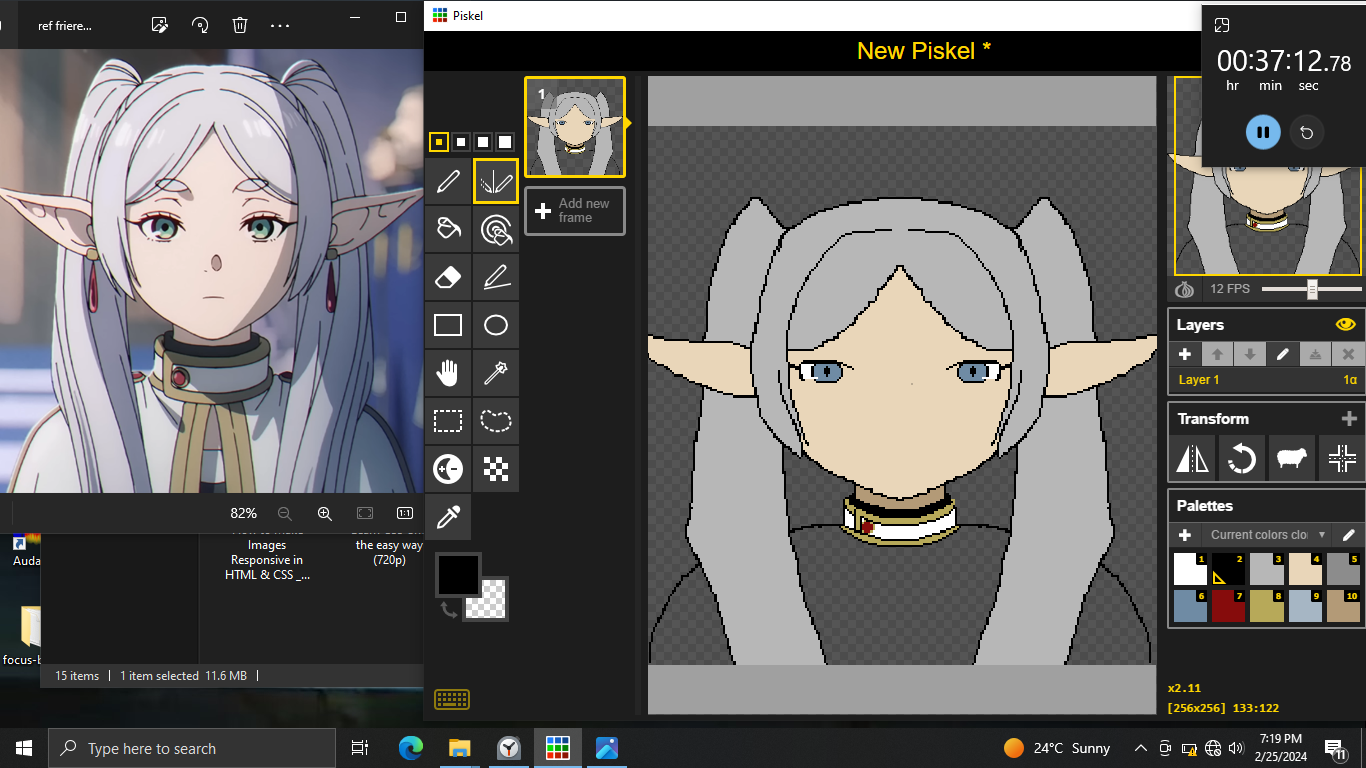 ref friere...
Piskel
New Piskel *
00:37:12.78
hr min sec
1
Add new
frame
12 FPS
Layers
Layer 1
1α
Transform
Palettes
Current colors clo
1 2 3 4 5
6 7 8 9 10
x2.11
[256x256] 133:122
82%
1:1
Auda
Images
Responsive in
HTML & CSS _...
the easy way
(720p)
focus-b
15 items
1 item selected 11.6 MB
Type here to search
24°C Sunny
7:19 PM
2/25/2024
11